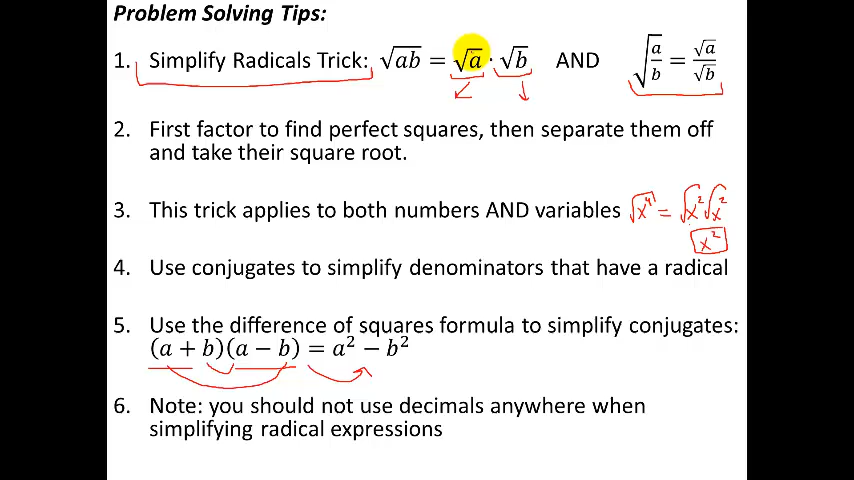 Problem Solving Tips:
1. Simplify Radicals Trick: √ab = √a · √b AND √(a/b) = √a/√b
2. First factor to find perfect squares, then separate them off
and take their square root.
3. This trick applies to both numbers AND variables √x⁴ = √x² √x²
x²
4. Use conjugates to simplify denominators that have a radical
5. Use the difference of squares formula to simplify conjugates:
(a + b)(a − b) = a² − b²
6. Note: you should not use decimals anywhere when
simplifying radical expressions